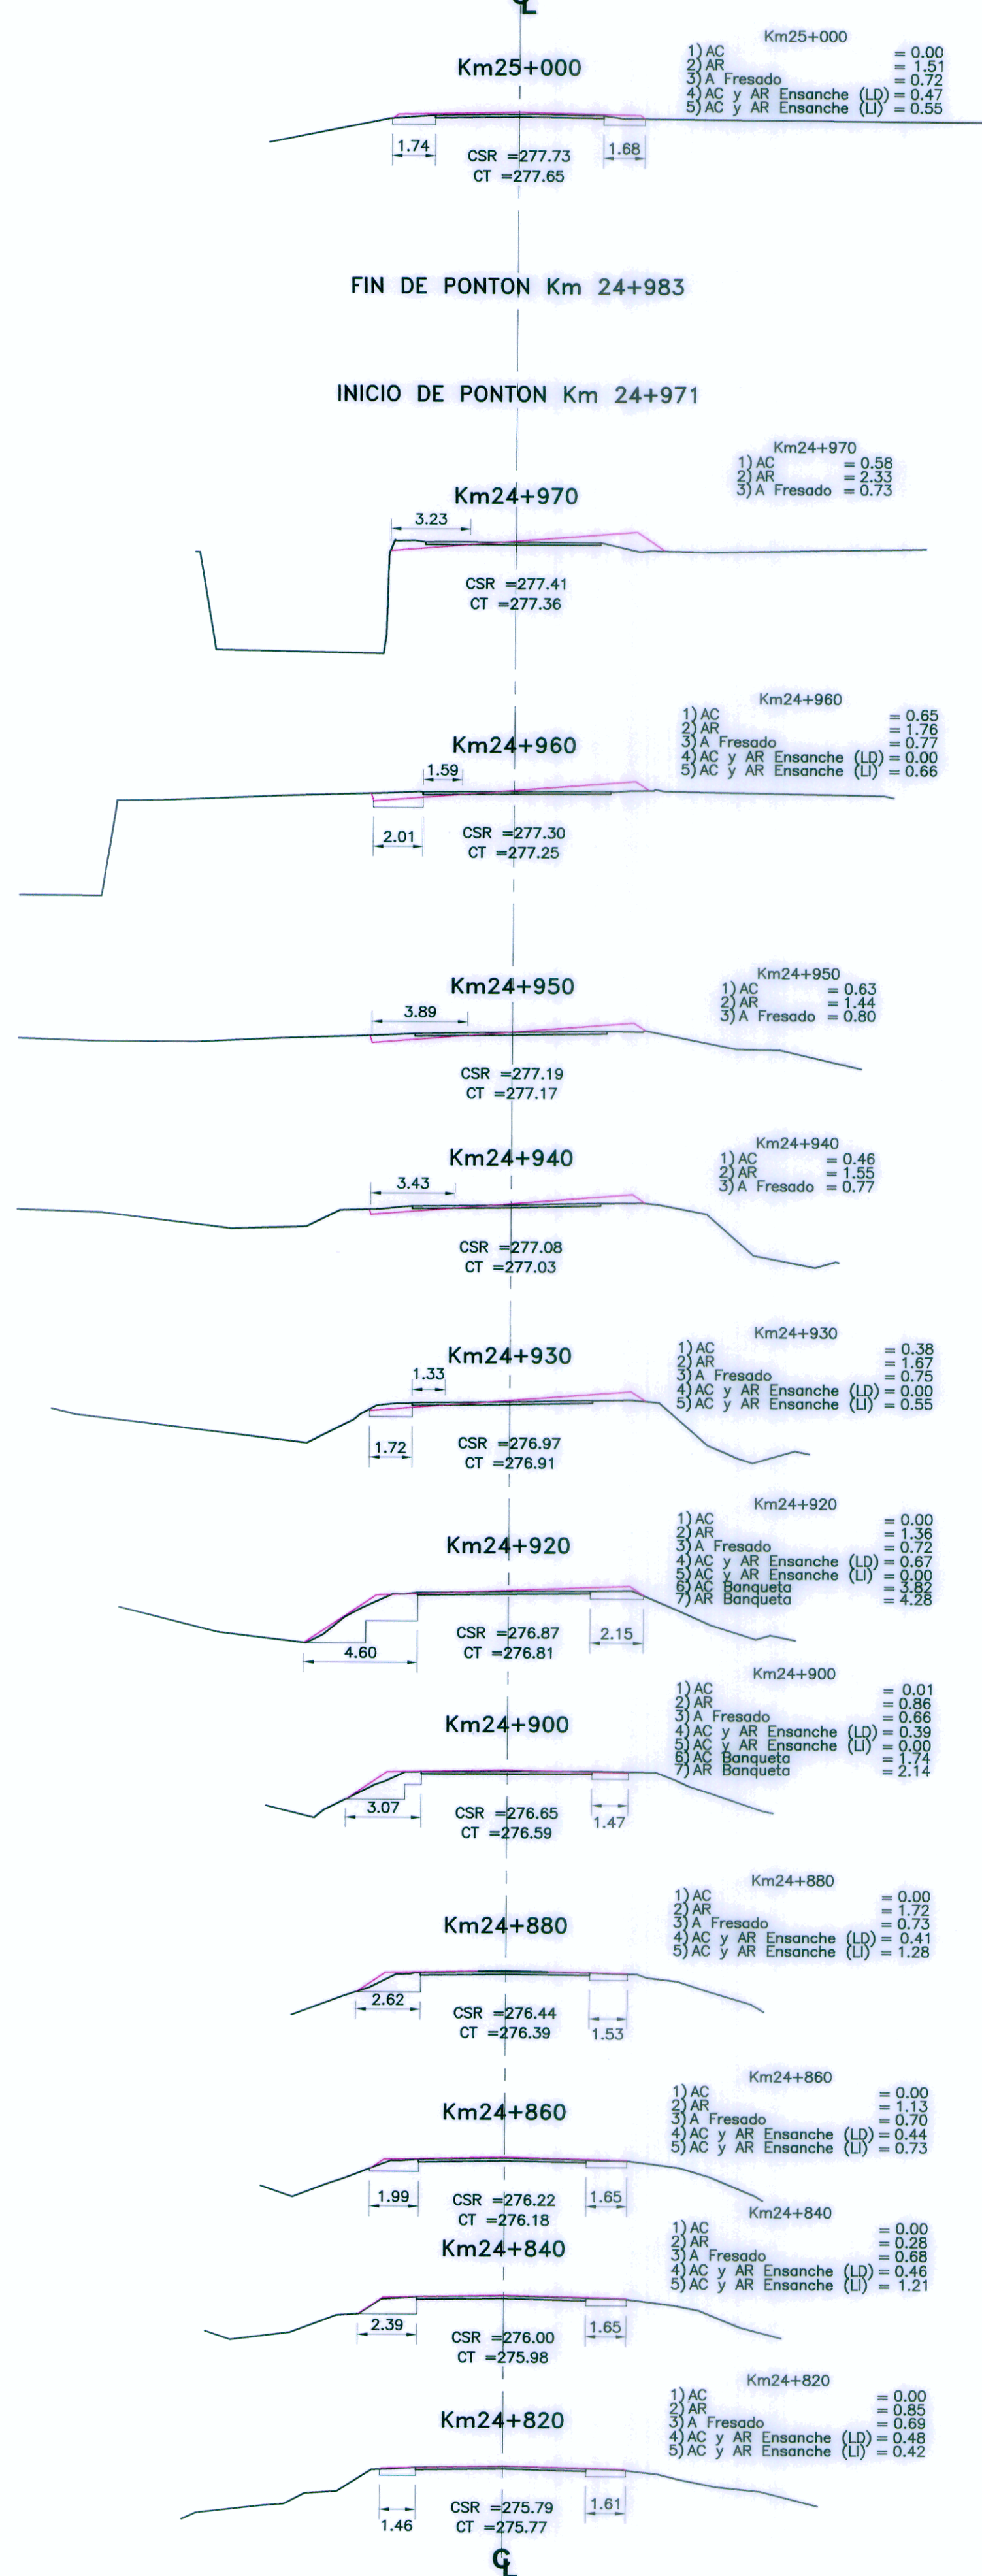 CL
Km25+000
Km25+000
1)AC = 0.00
2)AR = 1.51
3)A Fresado = 0.72
4)AC y AR Ensanche (LD) = 0.47
5)AC y AR Ensanche (LI) = 0.55
1.74
1.68
CSR =277.73
CT =277.65
FIN DE PONTON Km 24+983
INICIO DE PONTON Km 24+971
Km24+970
1)AC = 0.58
2)AR = 2.33
3)A Fresado = 0.73
Km24+970
3.23
CSR =277.41
CT =277.36
Km24+960
1)AC = 0.65
2)AR = 1.76
3)A Fresado = 0.77
4)AC y AR Ensanche (LD) = 0.00
5)AC y AR Ensanche (LI) = 0.66
Km24+960
1.59
2.01
CSR =277.30
CT =277.25
Km24+950
1)AC = 0.63
2)AR = 1.44
3)A Fresado = 0.80
Km24+950
3.89
CSR =277.19
CT =277.17
Km24+940
1)AC = 0.46
2)AR = 1.55
3)A Fresado = 0.77
Km24+940
3.43
CSR =277.08
CT =277.03
Km24+930
1)AC = 0.38
2)AR = 1.67
3)A Fresado = 0.75
4)AC y AR Ensanche (LD) = 0.00
5)AC y AR Ensanche (LI) = 0.55
Km24+930
1.33
1.72
CSR =276.97
CT =276.91
Km24+920
1)AC = 0.00
2)AR = 1.36
3)A Fresado = 0.72
4)AC y AR Ensanche (LD) = 0.67
5)AC y AR Ensanche (LI) = 0.00
6)AC Banqueta = 3.82
7)AR Banqueta = 4.28
Km24+920
4.60
2.15
CSR =276.87
CT =276.81
Km24+900
1)AC = 0.01
2)AR = 0.86
3)A Fresado = 0.66
4)AC y AR Ensanche (LD) = 0.39
5)AC y AR Ensanche (LI) = 0.00
6)AC Banqueta = 1.74
7)AR Banqueta = 2.14
Km24+900
3.07
1.47
CSR =276.65
CT =276.59
Km24+880
1)AC = 0.00
2)AR = 1.72
3)A Fresado = 0.73
4)AC y AR Ensanche (LD) = 0.41
5)AC y AR Ensanche (LI) = 1.28
Km24+880
2.62
1.53
CSR =276.44
CT =276.39
Km24+860
1)AC = 0.00
2)AR = 1.13
3)A Fresado = 0.70
4)AC y AR Ensanche (LD) = 0.44
5)AC y AR Ensanche (LI) = 0.73
Km24+860
1.99
1.65
CSR =276.22
CT =276.18
Km24+840
1)AC = 0.00
2)AR = 0.28
3)A Fresado = 0.68
4)AC y AR Ensanche (LD) = 0.46
5)AC y AR Ensanche (LI) = 1.21
Km24+840
2.39
1.65
CSR =276.00
CT =275.98
Km24+820
1)AC = 0.00
2)AR = 0.85
3)A Fresado = 0.69
4)AC y AR Ensanche (LD) = 0.48
5)AC y AR Ensanche (LI) = 0.42
Km24+820
1.46
1.61
CSR =275.79
CT =275.77
CL